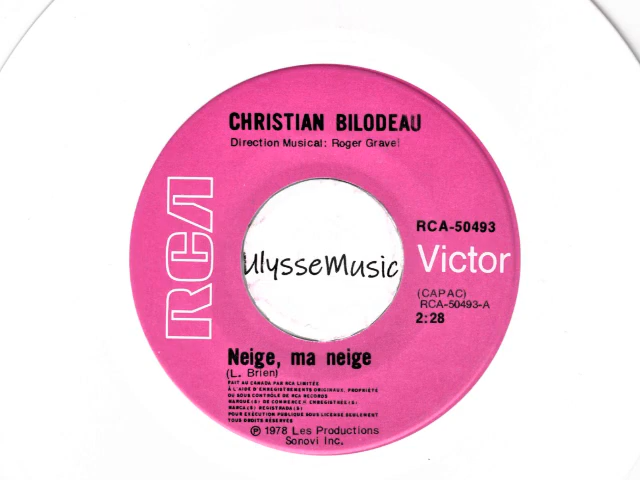 CHRISTIAN BILODEAU
Direction Musical: Roger Gravel
RCA
RCA-50493
Victor
UlysseMusic
(CAPAC)
RCA-50493-A
2:28
Neige, ma neige
(L. Brien)
FAIT AU CANADA PAR RCA LIMITÉE
À L'AIDE D'ENREGISTREMENTS ORIGINAUX, PROPRIÉTÉ
OU SOUS CONTRÔLE DE RCA RECORDS
MARQUE(S) DE COMMERCE ENREGISTRÉE(S)
MARCA(S) REGISTRADA(S)
POUR EXÉCUTION PUBLIQUE SOUS LICENSE SEULEMENT
TOUS DROITS RÉSERVÉS
℗ 1978 Les Productions
Sonovi Inc.